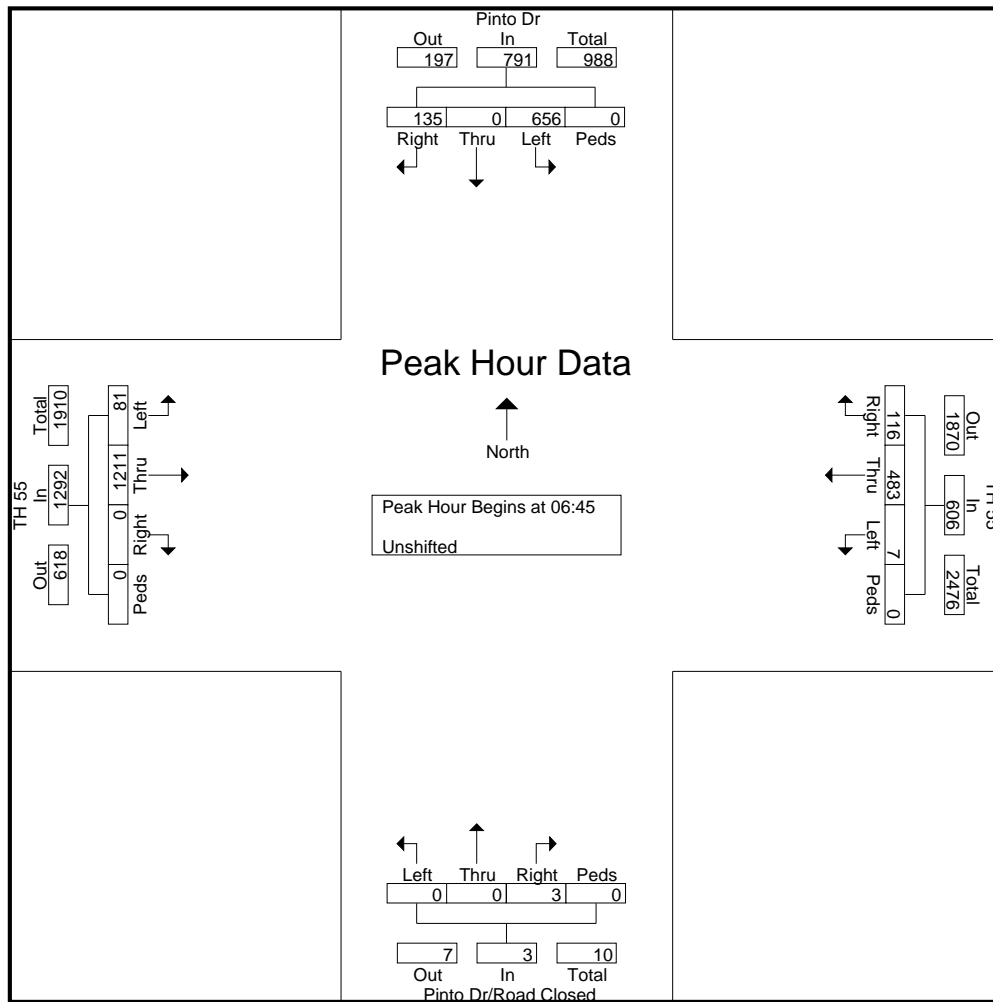 Pinto Dr
Out In Total
197 791 988
135 0 656 0
Right Thru Left Peds
Peak Hour Data
North
Peak Hour Begins at 06:45
Unshifted
TH 55
Total In Out
1910 1292 618
81 1211 0 0
Left Thru Right Peds
Right Thru Left Peds
116 483 7 0
1870 606 2476
Out In Total
TH 55
Left Thru Right Peds
0 0 3 0
7 3 10
Out In Total
Pinto Dr/Road Closed